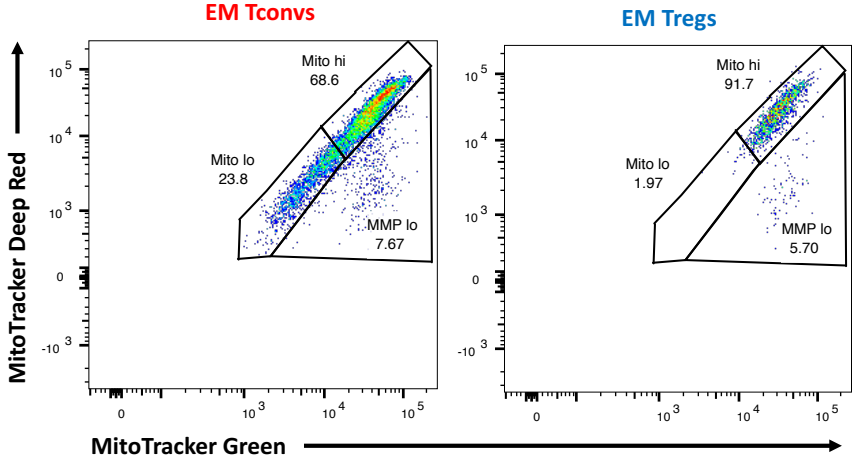 EM Tconvs
EM Tregs
MitoTracker Deep Red
10^5
10^4
10^3
0
-10^3
Mito hi
68.6
Mito lo
23.8
MMP lo
7.67
0
10^3
10^4
10^5
10^5
10^4
10^3
0
-10^3
Mito hi
91.7
Mito lo
1.97
MMP lo
5.70
0
10^3
10^4
10^5
MitoTracker Green